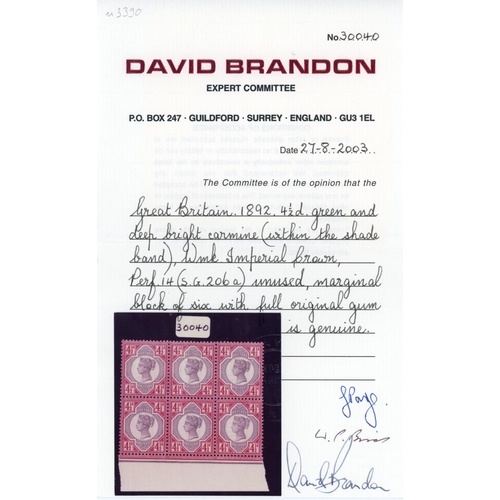 u3390
No. 30040
DAVID BRANDON
EXPERT COMMITTEE
P.O. BOX 247 · GUILDFORD · SURREY · ENGLAND · GU3 1EL
Date 27-8-2003
The Committee is of the opinion that the
Great Britain. 1892. 4½d. green and
deep bright carmine (within the shade
band), wmk Imperial Crown,
Perf. 14 (S.G. 206a) unused, marginal
block of six with full original gum
is genuine.
30040
David Brandon